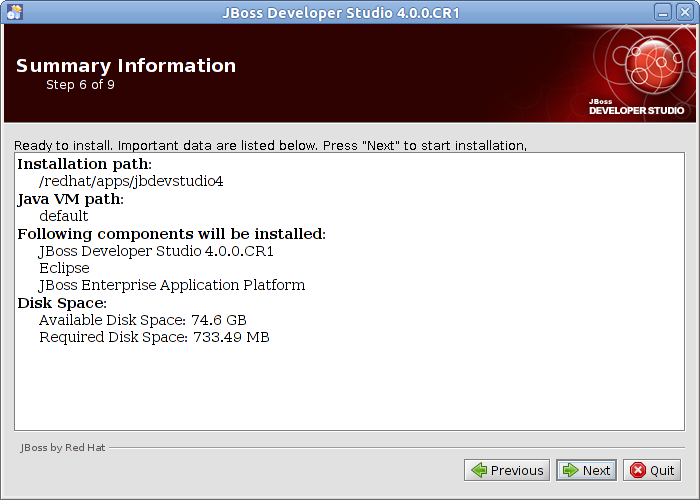 JBoss Developer Studio 4.0.0.CR1
Summary Information
Step 6 of 9
JBoss
DEVELOPER STUDIO
Ready to install. Important data are listed below. Press "Next" to start installation,
Installation path:
/redhat/apps/jbdevstudio4
Java VM path:
default
Following components will be installed:
JBoss Developer Studio 4.0.0.CR1
Eclipse
JBoss Enterprise Application Platform
Disk Space:
Available Disk Space: 74.6 GB
Required Disk Space: 733.49 MB
JBoss by Red Hat
Previous Next Quit